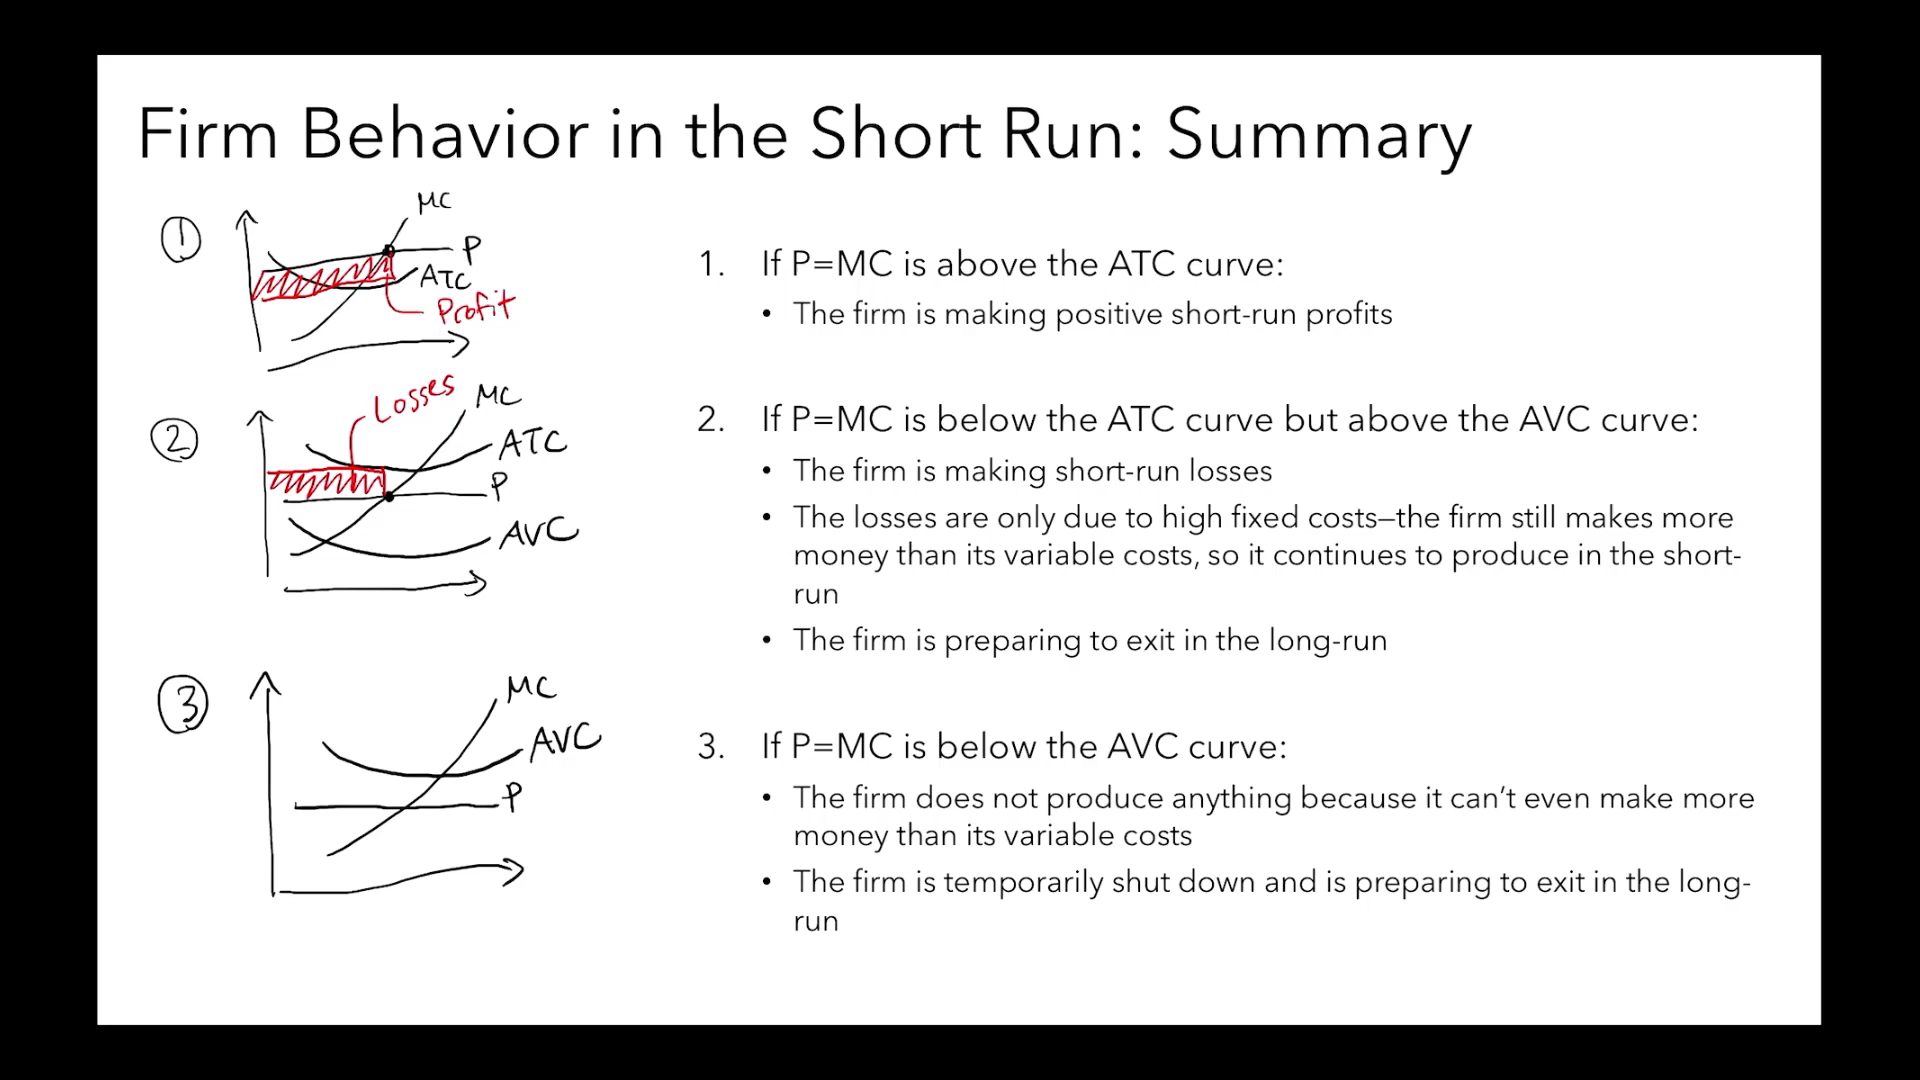 Firm Behavior in the Short Run: Summary
① MC
P
ATC
Profit
1. If P=MC is above the ATC curve:
• The firm is making positive short-run profits
② Losses MC
ATC
P
AVC
2. If P=MC is below the ATC curve but above the AVC curve:
• The firm is making short-run losses
• The losses are only due to high fixed costs—the firm still makes more
money than its variable costs, so it continues to produce in the short-
run
• The firm is preparing to exit in the long-run
③ MC
AVC
P
3. If P=MC is below the AVC curve:
• The firm does not produce anything because it can’t even make more
money than its variable costs
• The firm is temporarily shut down and is preparing to exit in the long-
run